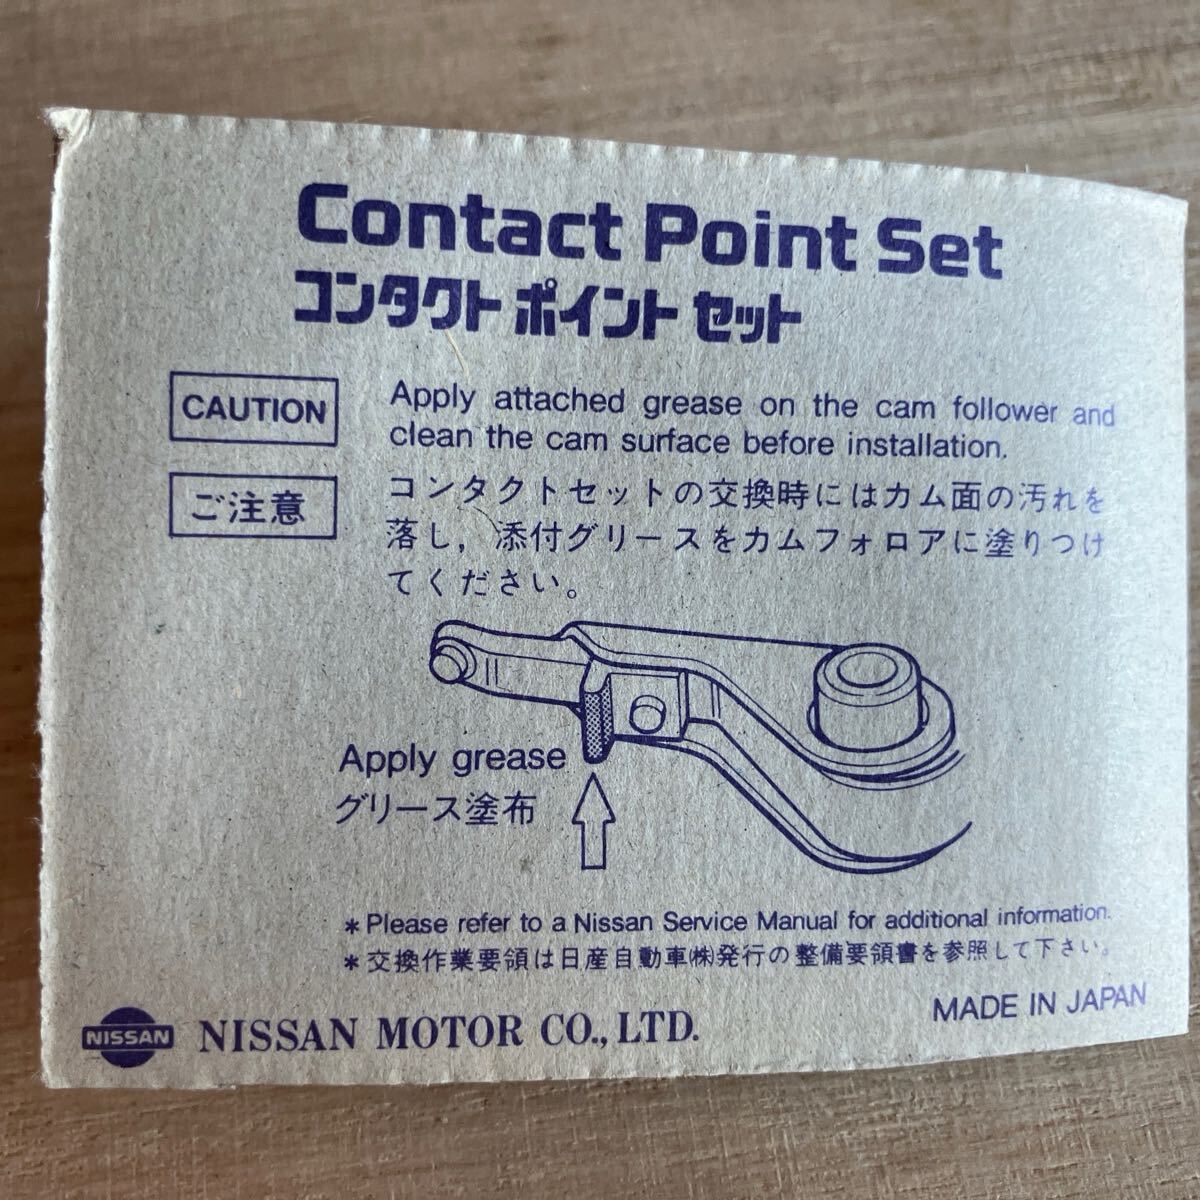 Contact Point Set
コンタクト ポイント セット
CAUTION
Apply attached grease on the cam follower and
clean the cam surface before installation.
ご注意
コンタクトセットの交換時にはカム面の汚れを
落し，添付グリースをカムフォロアに塗りつけ
てください。
Apply grease
グリース塗布
*Please refer to a Nissan Service Manual for additional information.
*交換作業要領は日産自動車㈱発行の整備要領書を参照して下さい。
MADE IN JAPAN
NISSAN NISSAN MOTOR CO., LTD.